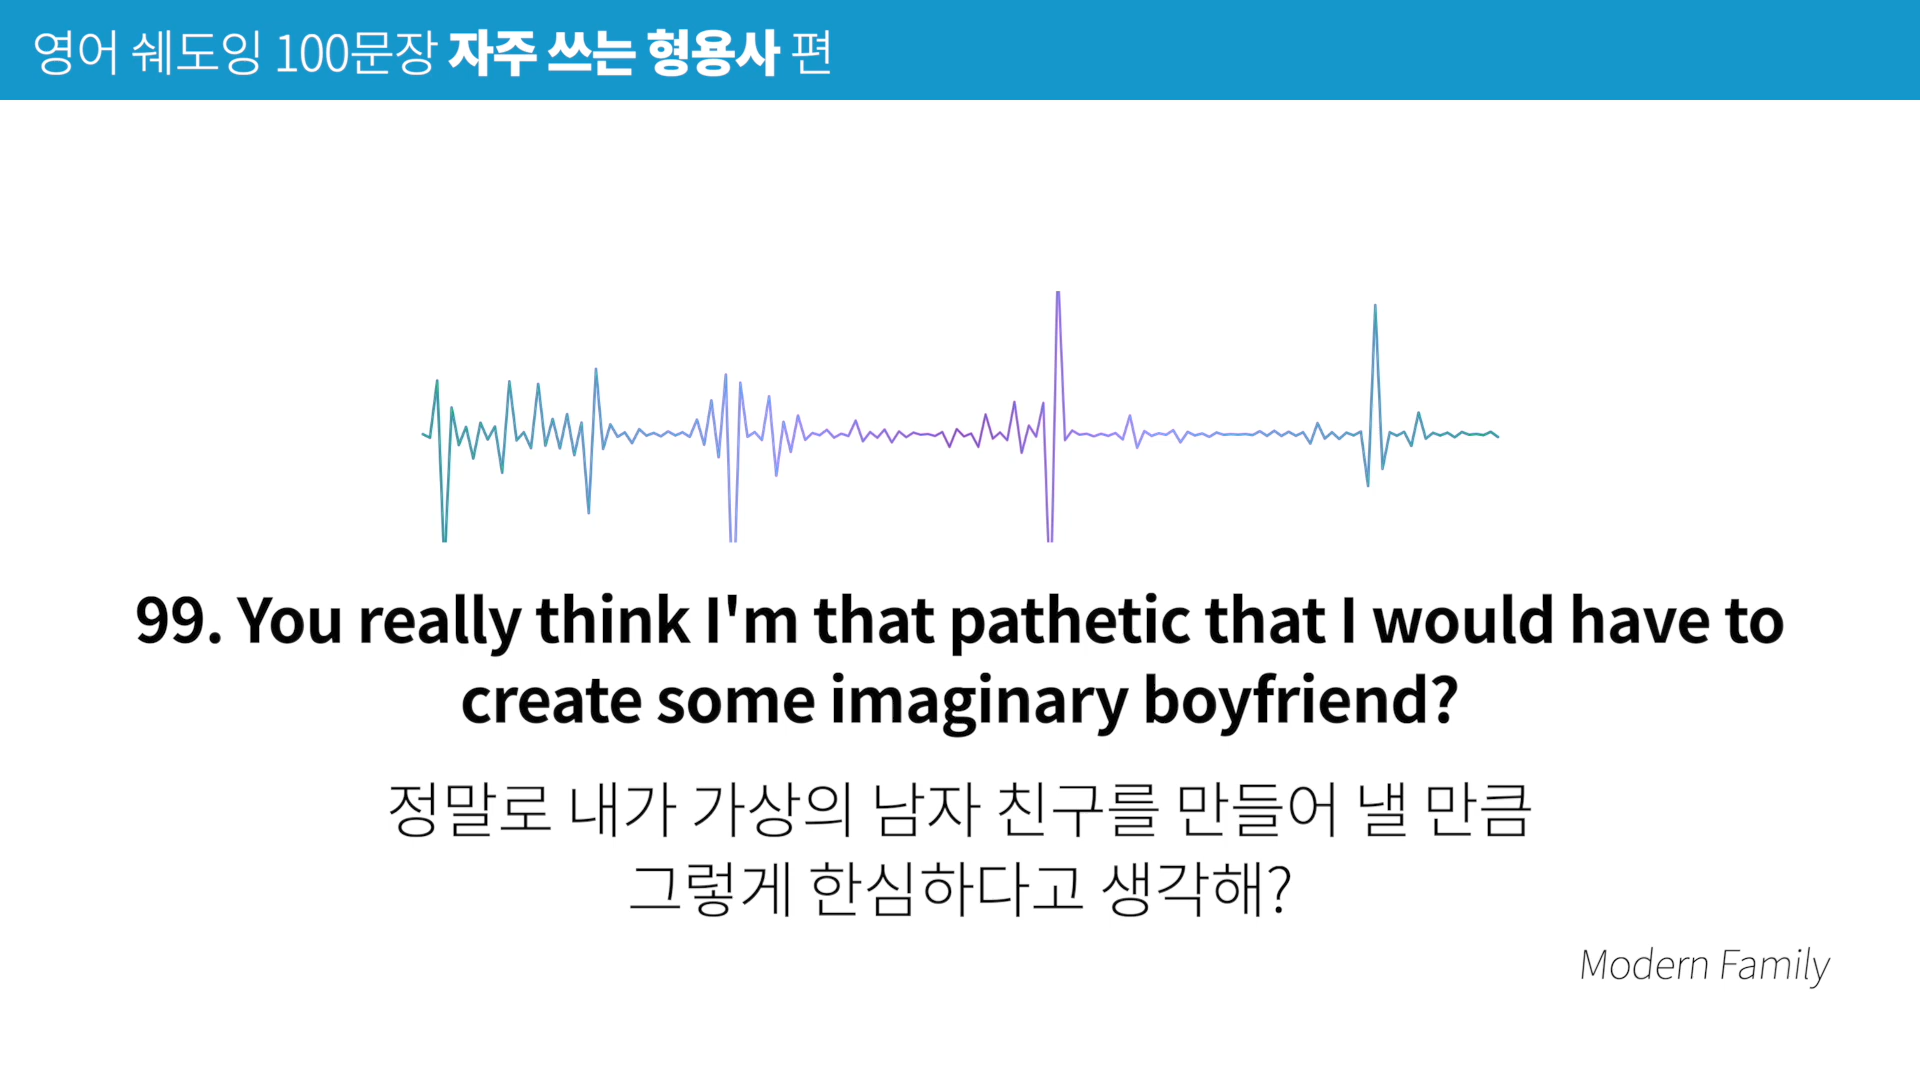 영어 쉐도잉 100문장 자주 쓰는 형용사 편
99. You really think I'm that pathetic that I would have to
create some imaginary boyfriend?
정말로 내가 가상의 남자 친구를 만들어 낼 만큼
그렇게 한심하다고 생각해?
Modern Family